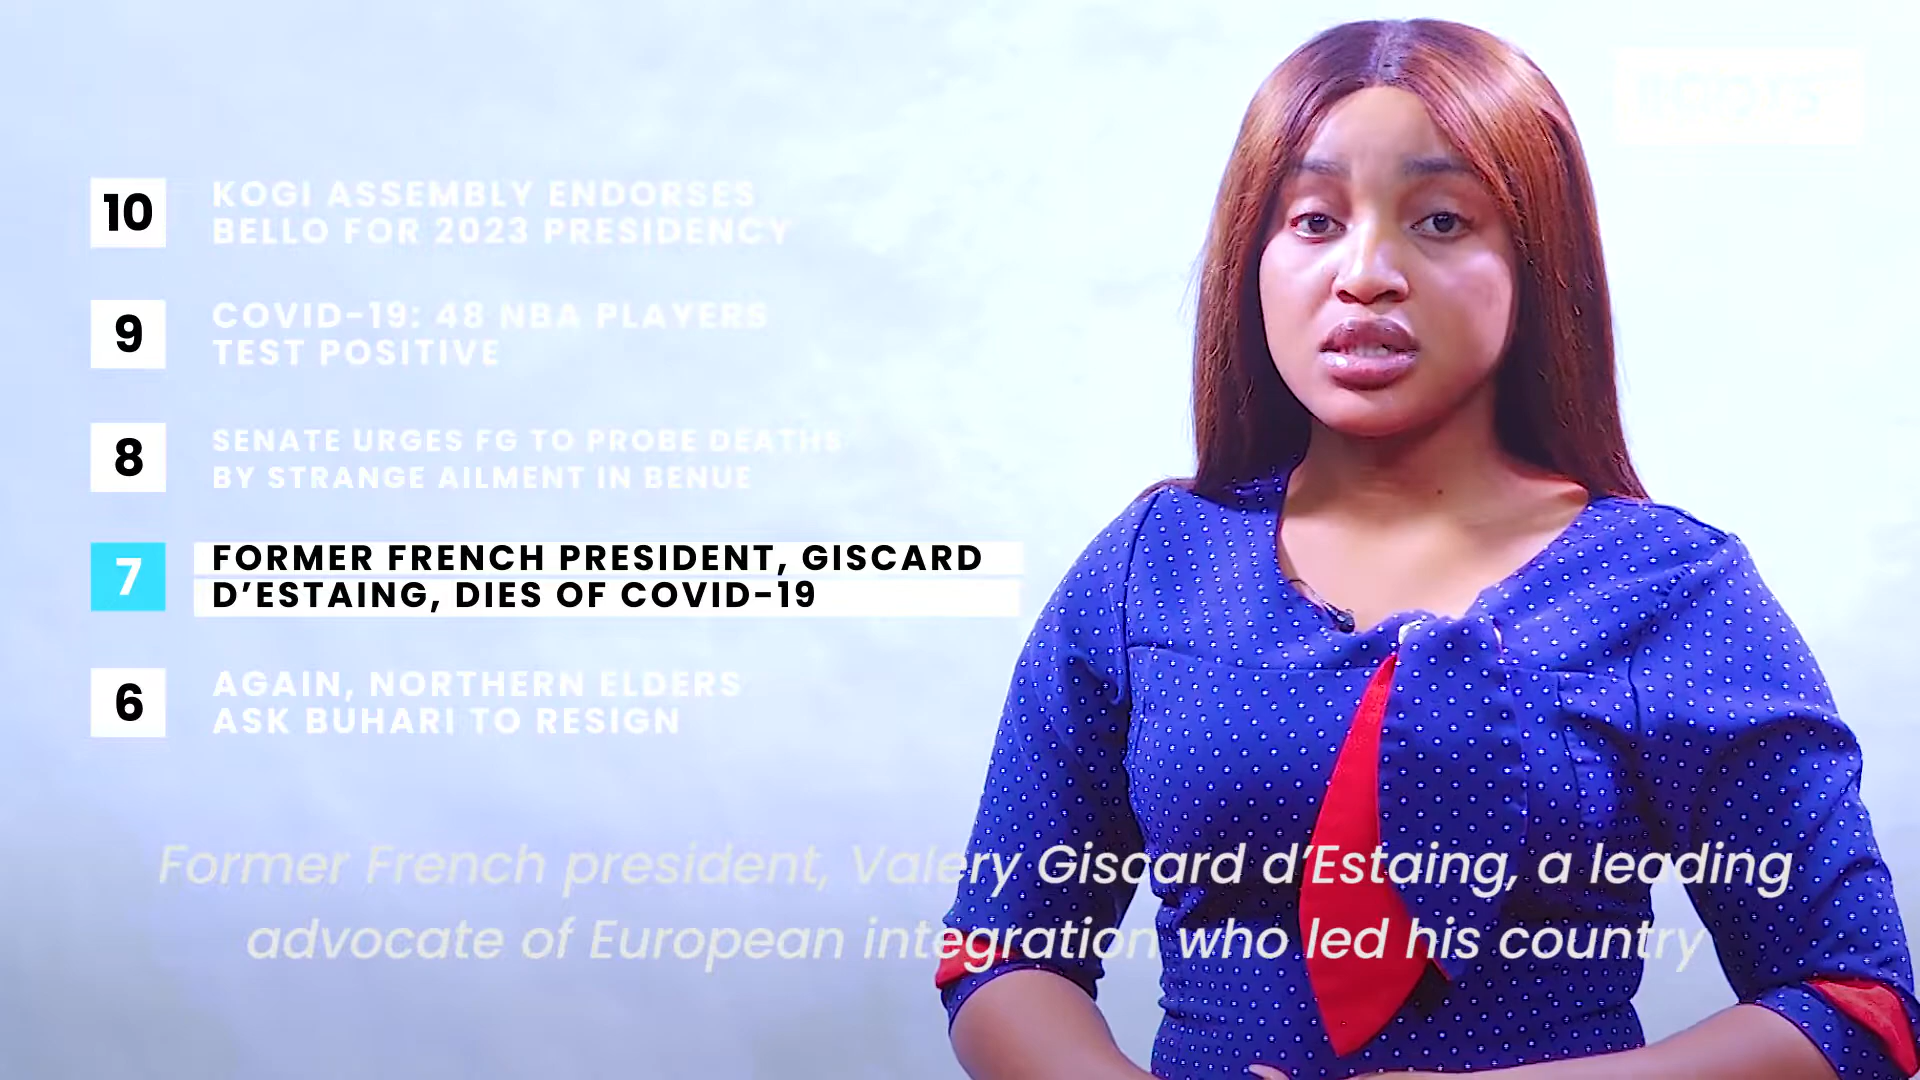 10
KOGI ASSEMBLY ENDORSES
BELLO FOR 2023 PRESIDENCY
9
COVID-19: 48 NBA PLAYERS
TEST POSITIVE
8
SENATE URGES FG TO PROBE DEATHS
BY STRANGE AILMENT IN BENUE
7
FORMER FRENCH PRESIDENT, GISCARD
D’ESTAING, DIES OF COVID-19
6
AGAIN, NORTHERN ELDERS
ASK BUHARI TO RESIGN
Former French president, Valery Giscard d’Estaing, a leading
advocate of European integration who led his country